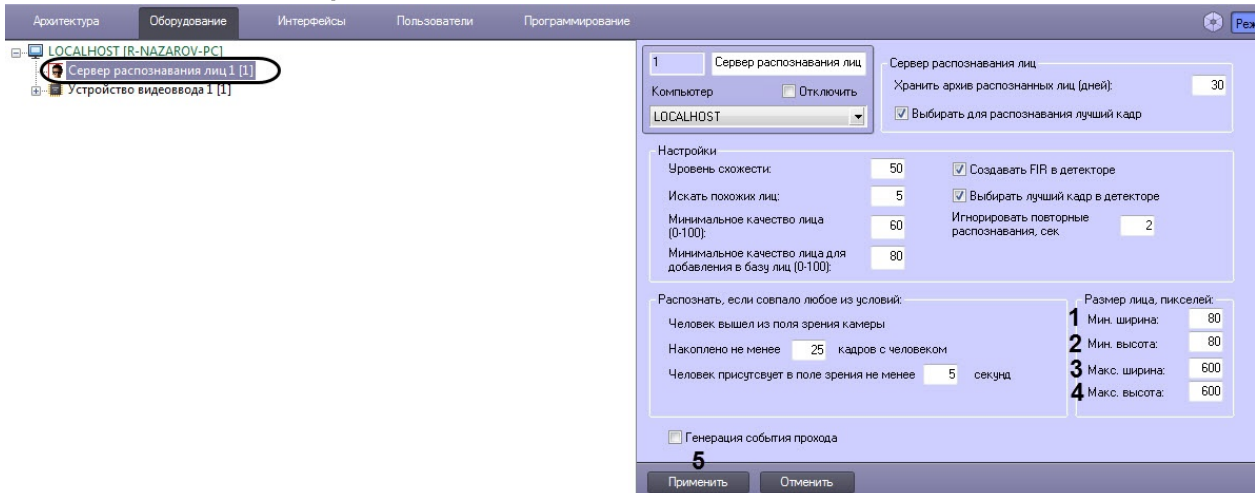 Архитектура Оборудование Интерфейсы Пользователи Программирование Реж
LOCALHOST [R-NAZAROV-PC]
Сервер распознавания лиц 1 [1]
Устройство видеоввода 1 [1]
1 Сервер распознавания лиц
Компьютер Отключить
LOCALHOST
Сервер распознавания лиц
Хранить архив распознанных лиц (дней): 30
Выбирать для распознавания лучший кадр
Настройки
Уровень схожести: 50
Искать похожих лиц: 5
Минимальное качество лица
(0-100): 60
Минимальное качество лица для
добавления в базу лиц (0-100): 80
Создавать FIR в детекторе
Выбирать лучший кадр в детекторе
Игнорировать повторные
распознавания, сек 2
Распознать, если совпало любое из условий:
Человек вышел из поля зрения камеры
Накоплено не менее 25 кадров с человеком
Человек присутсвует в поле зрения не менее 5 секунд
Размер лица, пикселей:
1 Мин. ширина: 80
2 Мин. высота: 80
3 Макс. ширина: 600
4 Макс. высота: 600
Генерация события прохода
5
Применить Отменить